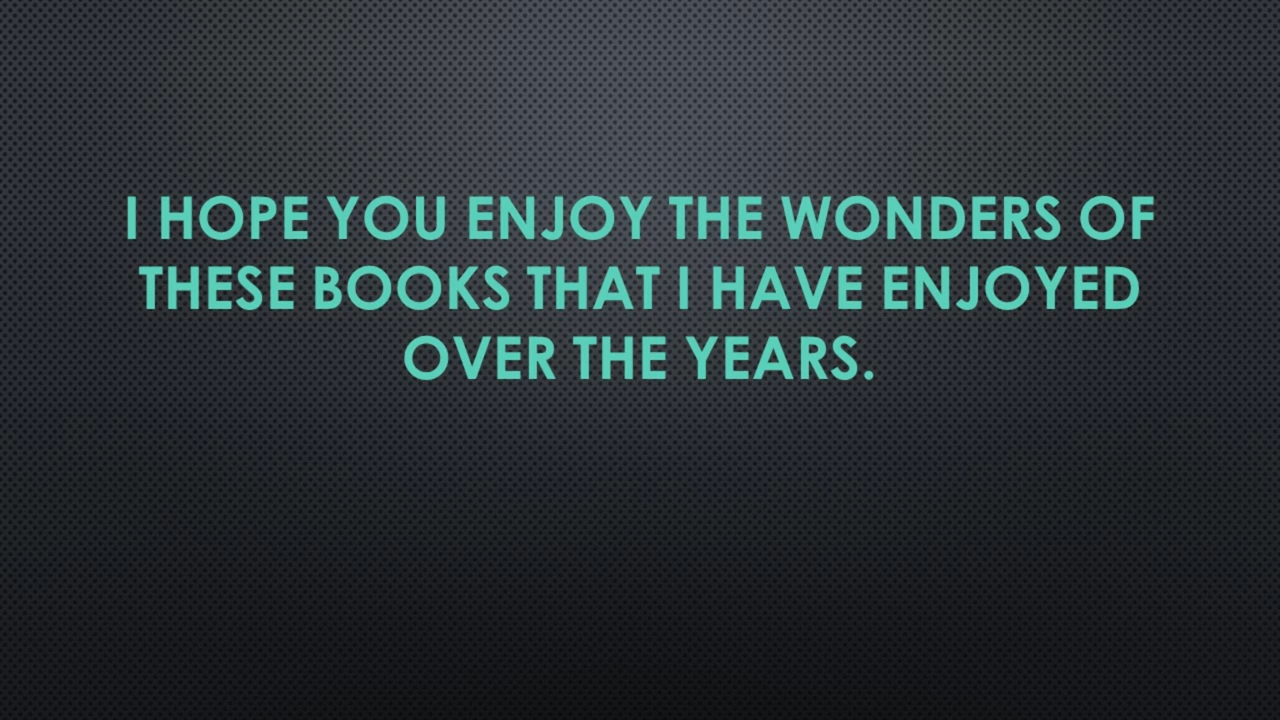 I HOPE YOU ENJOY THE WONDERS OF
THESE BOOKS THAT I HAVE ENJOYED
OVER THE YEARS.